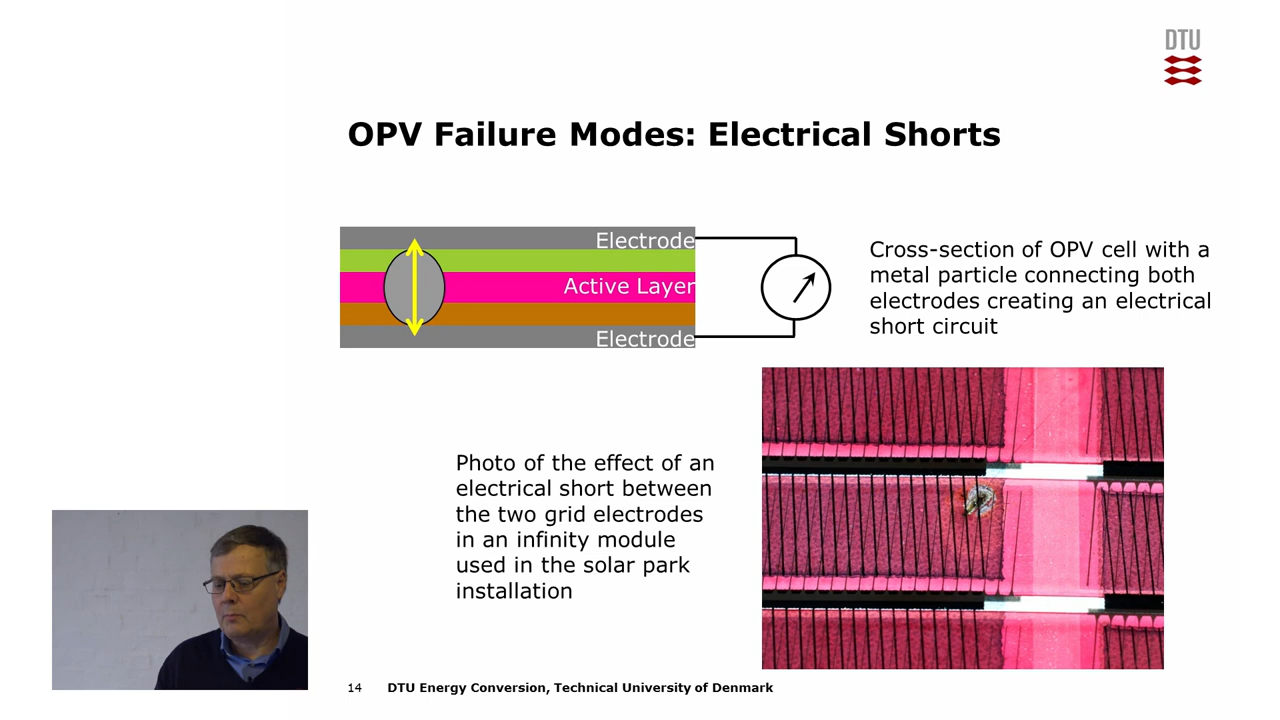 DTU
OPV Failure Modes: Electrical Shorts
Electrode
Active Layer
Electrode
Cross-section of OPV cell with a
metal particle connecting both
electrodes creating an electrical
short circuit
Photo of the effect of an
electrical short between
the two grid electrodes
in an infinity module
used in the solar park
installation
14 DTU Energy Conversion, Technical University of Denmark